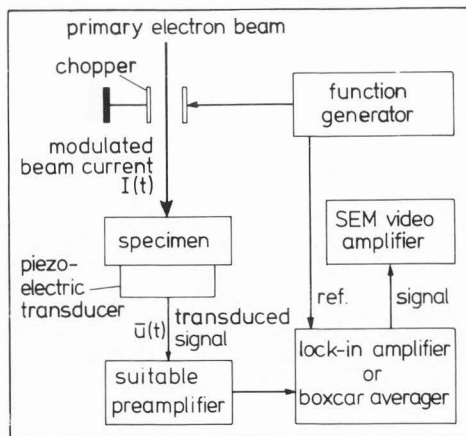 primary electron beam
chopper
function
generator
modulated
beam current
I(t)
SEM video
amplifier
specimen
piezo-
electric
transducer
ū(t)
transduced
signal
ref.
signal
suitable
preamplifier
lock-in amplifier
or
boxcar averager